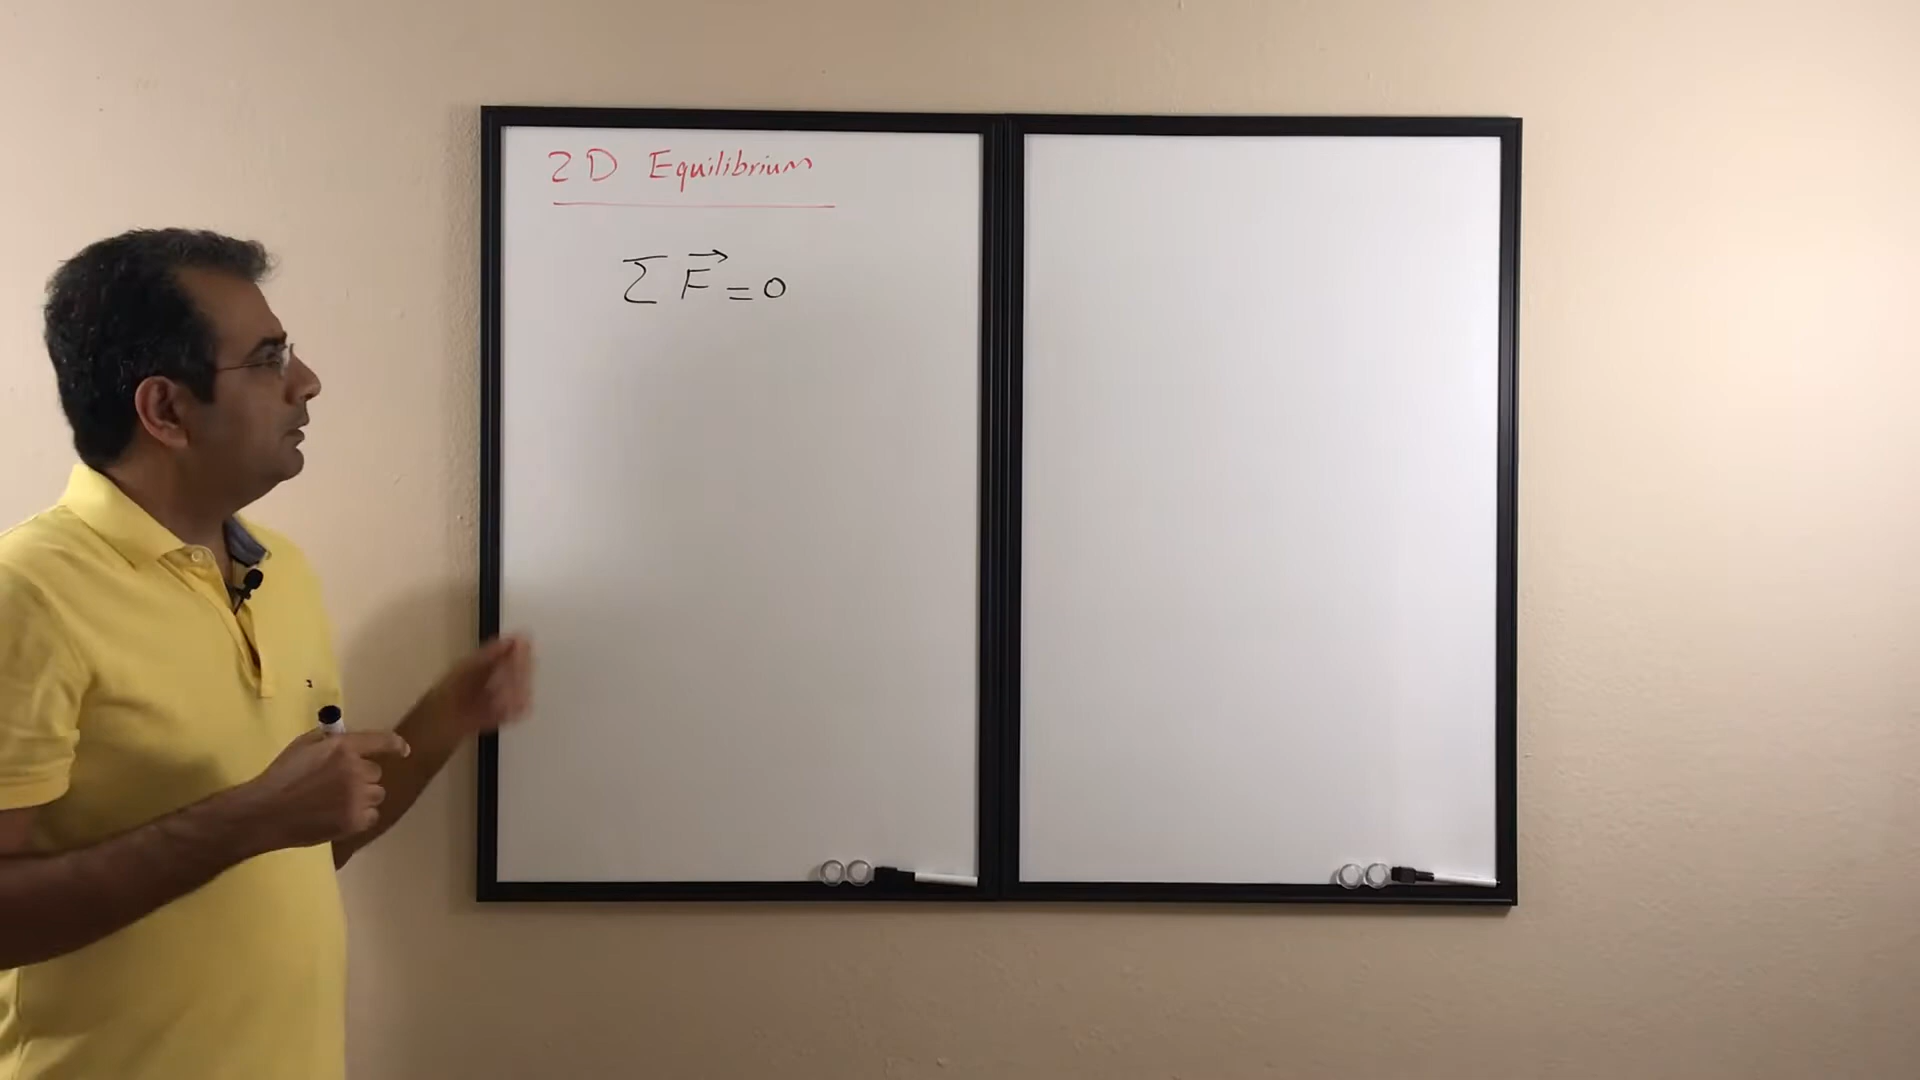 2D Equilibrium
∑ F⃗ = 0